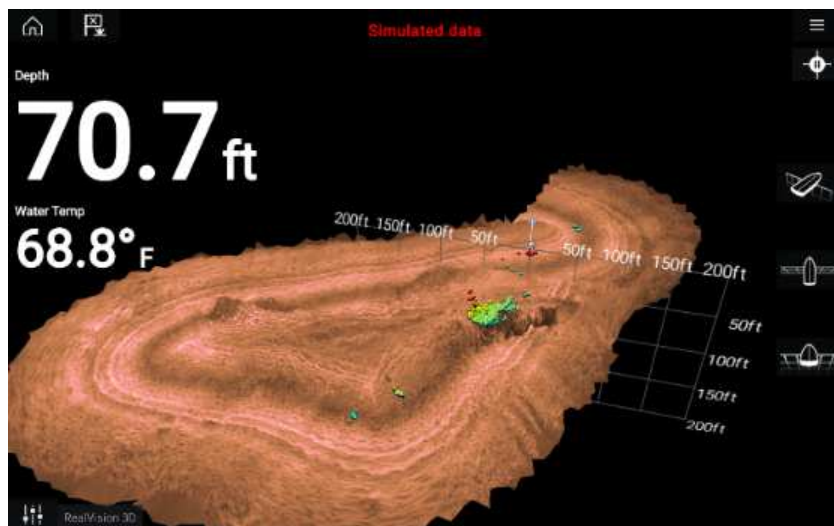 Simulated data
Depth
70.7 ft
Water Temp
68.8° F
200ft 150ft 100ft 50ft 50ft 100ft 150ft 200ft
50ft
100ft
150ft
200ft
RealVision 3D